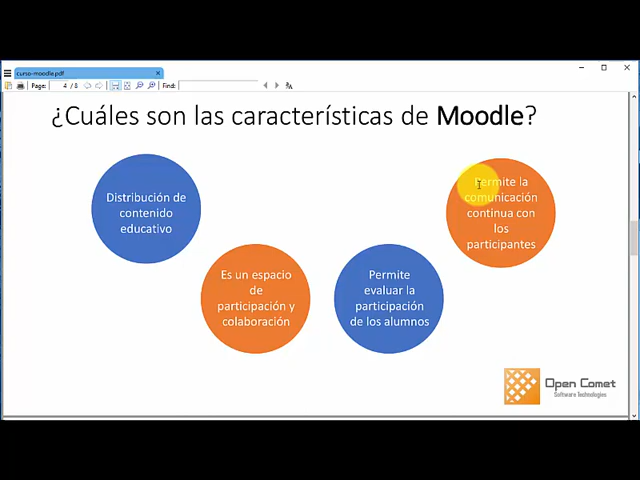 curso-moodle.pdf
Page: 4 / 8 Find:
¿Cuáles son las características de Moodle?
Distribución de
contenido
educativo
Es un espacio
de
participación y
colaboración
Permite
evaluar la
participación
de los alumnos
Permite la
comunicación
continua con
los
participantes
Open Comet
Software Technologies